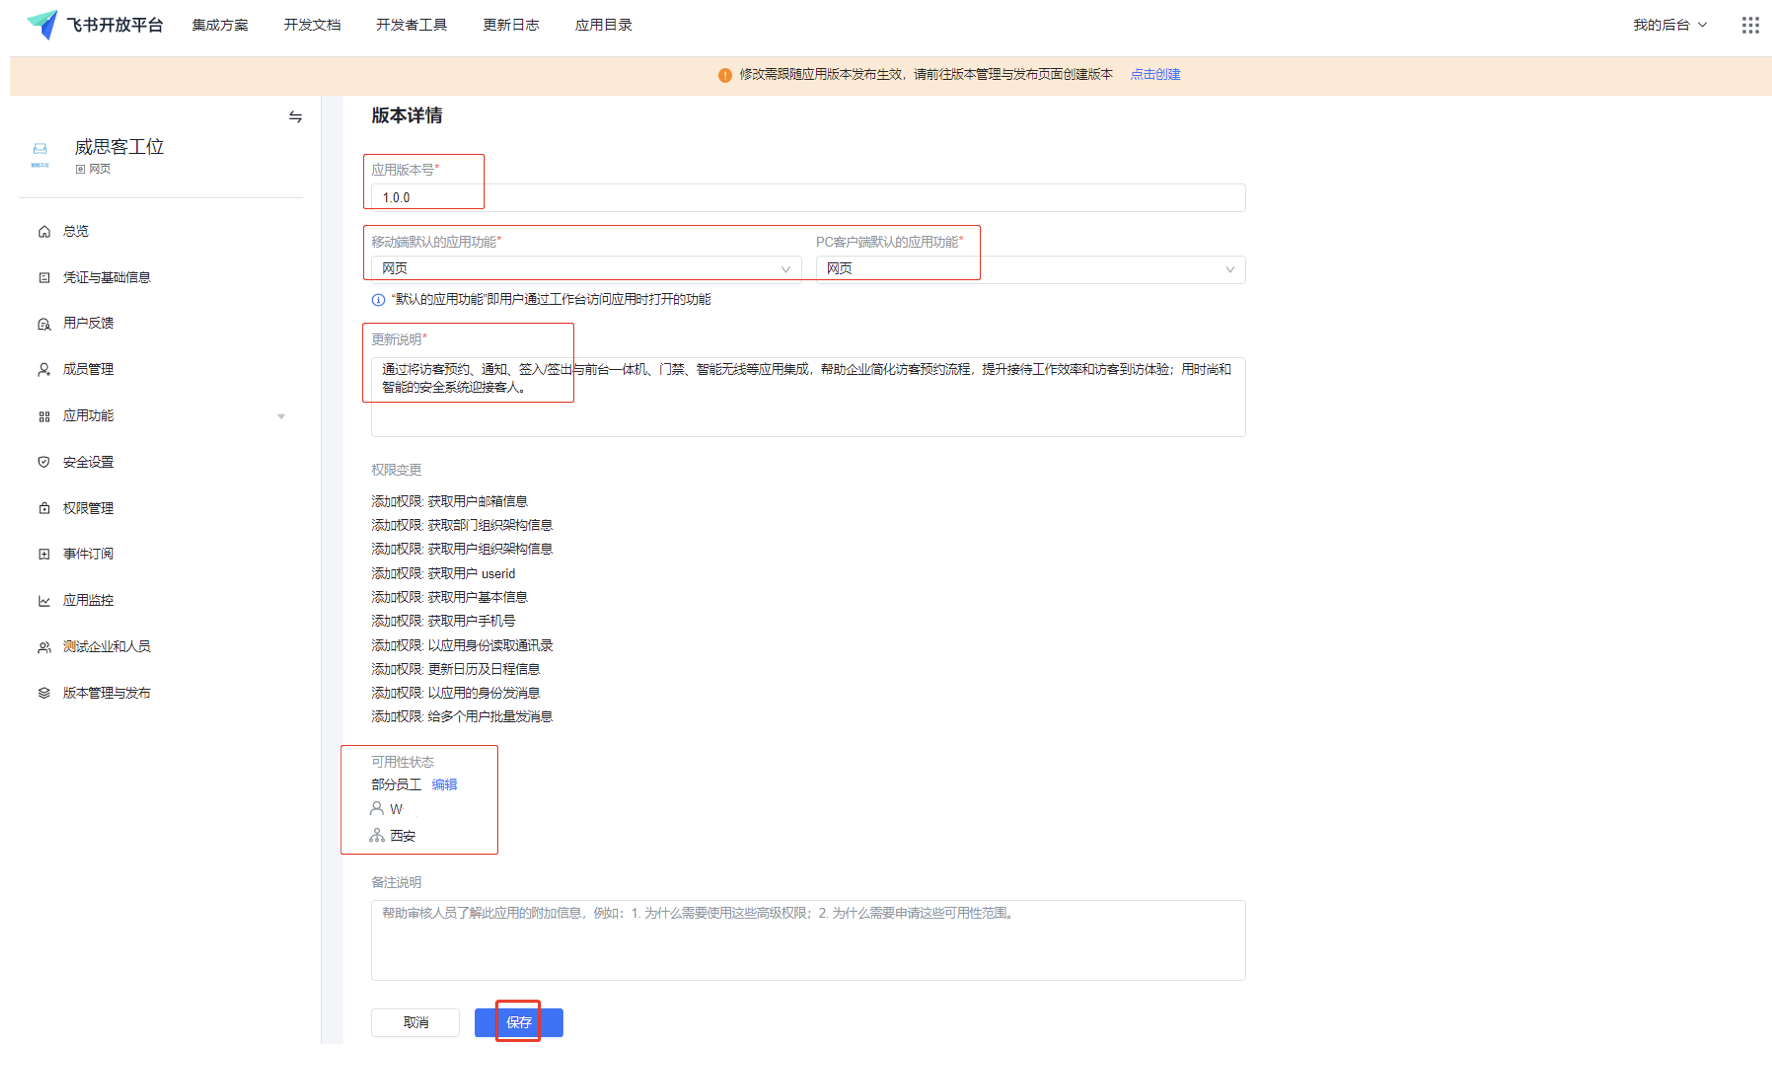 飞书开放平台 集成方案 开发文档 开发者工具 更新日志 应用目录 我的后台
修改需跟随应用版本发布生效，请前往版本管理与发布页面创建版本 点击创建
威思客工位
网页
总览
凭证与基础信息
用户反馈
成员管理
应用功能
安全设置
权限管理
事件订阅
应用监控
测试企业和人员
版本管理与发布
版本详情
应用版本号*
1.0.0
移动端默认的应用功能* PC客户端默认的应用功能*
网页 网页
“默认的应用功能”即用户通过工作台访问应用时打开的功能
更新说明*
通过将访客预约、通知、签入/签出与前台一体机、门禁、智能无线等应用集成，帮助企业简化访客预约流程，提升接待工作效率和访客到访体验；用时尚和
智能的安全系统迎接客人。
权限变更
添加权限: 获取用户邮箱信息
添加权限: 获取部门组织架构信息
添加权限: 获取用户组织架构信息
添加权限: 获取用户 userid
添加权限: 获取用户基本信息
添加权限: 获取用户手机号
添加权限: 以应用身份读取通讯录
添加权限: 更新日历及日程信息
添加权限: 以应用的身份发消息
添加权限: 给多个用户批量发消息
可用性状态
部分员工 编辑
W
西安
备注说明
帮助审核人员了解此应用的附加信息，例如：1. 为什么需要使用这些高级权限；2. 为什么需要申请这些可用性范围。
取消 保存